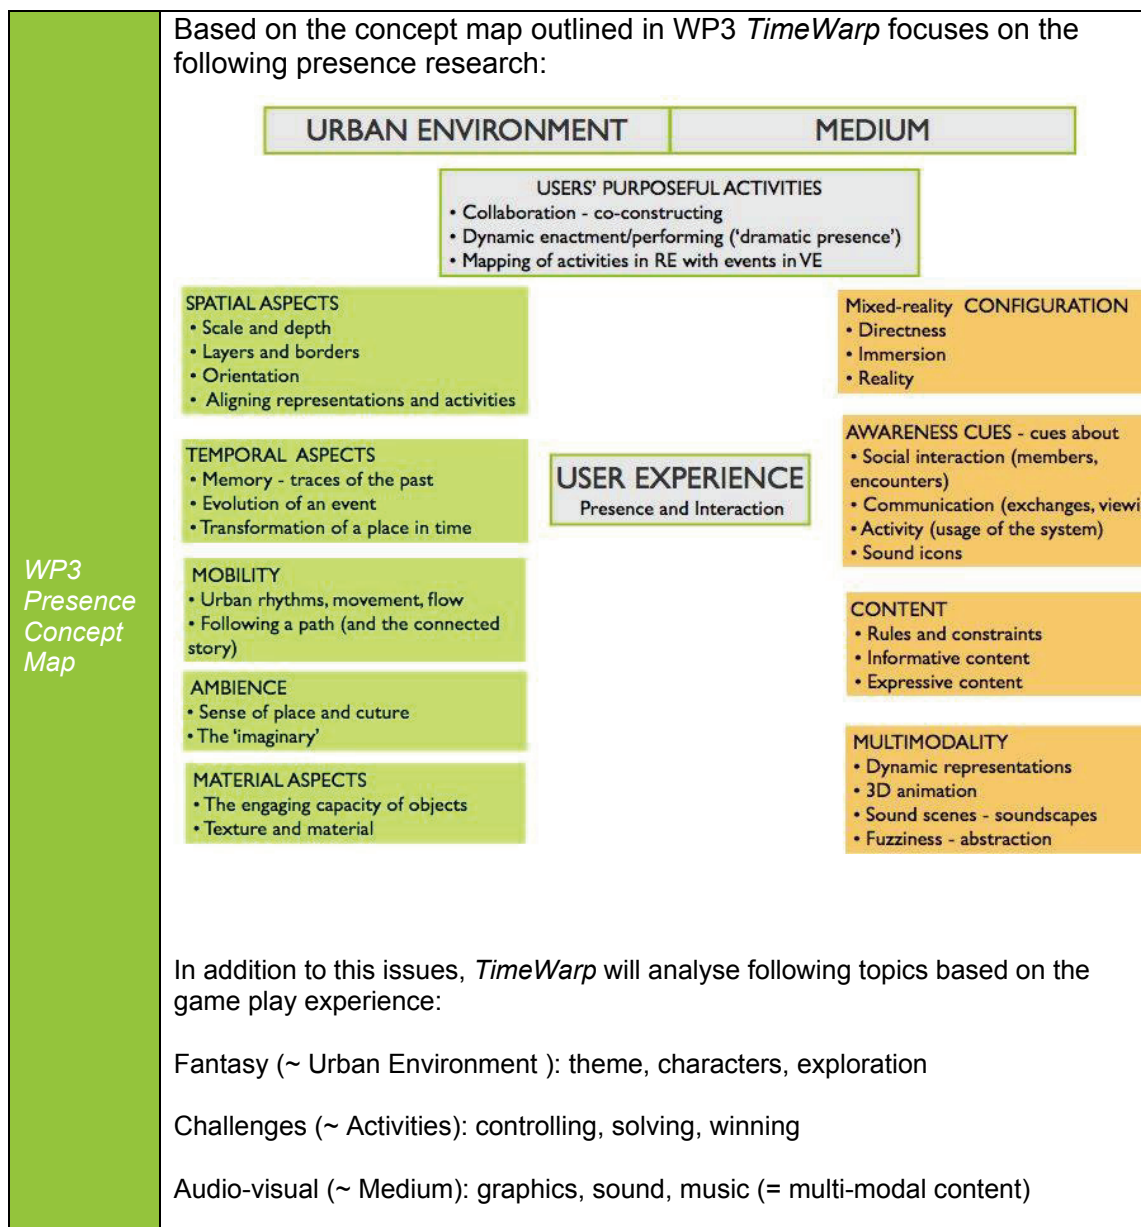 WP3
Presence
Concept
Map
Based on the concept map outlined in WP3 TimeWarp focuses on the
following presence research:
URBAN ENVIRONMENT
MEDIUM
USERS' PURPOSEFUL ACTIVITIES
• Collaboration - co-constructing
• Dynamic enactment/performing ('dramatic presence')
• Mapping of activities in RE with events in VE
SPATIAL ASPECTS
• Scale and depth
• Layers and borders
• Orientation
• Aligning representations and activities
TEMPORAL ASPECTS
• Memory - traces of the past
• Evolution of an event
• Transformation of a place in time
MOBILITY
• Urban rhythms, movement, flow
• Following a path (and the connected
story)
AMBIENCE
• Sense of place and cuture
• The 'imaginary'
MATERIAL ASPECTS
• The engaging capacity of objects
• Texture and material
USER EXPERIENCE
Presence and Interaction
Mixed-reality CONFIGURATION
• Directness
• Immersion
• Reality
AWARENESS CUES - cues about
• Social interaction (members,
encounters)
• Communication (exchanges, viewi
• Activity (usage of the system)
• Sound icons
CONTENT
• Rules and constraints
• Informative content
• Expressive content
MULTIMODALITY
• Dynamic representations
• 3D animation
• Sound scenes - soundscapes
• Fuzziness - abstraction
In addition to this issues, TimeWarp will analyse following topics based on the
game play experience:
Fantasy (~ Urban Environment ): theme, characters, exploration
Challenges (~ Activities): controlling, solving, winning
Audio-visual (~ Medium): graphics, sound, music (= multi-modal content)